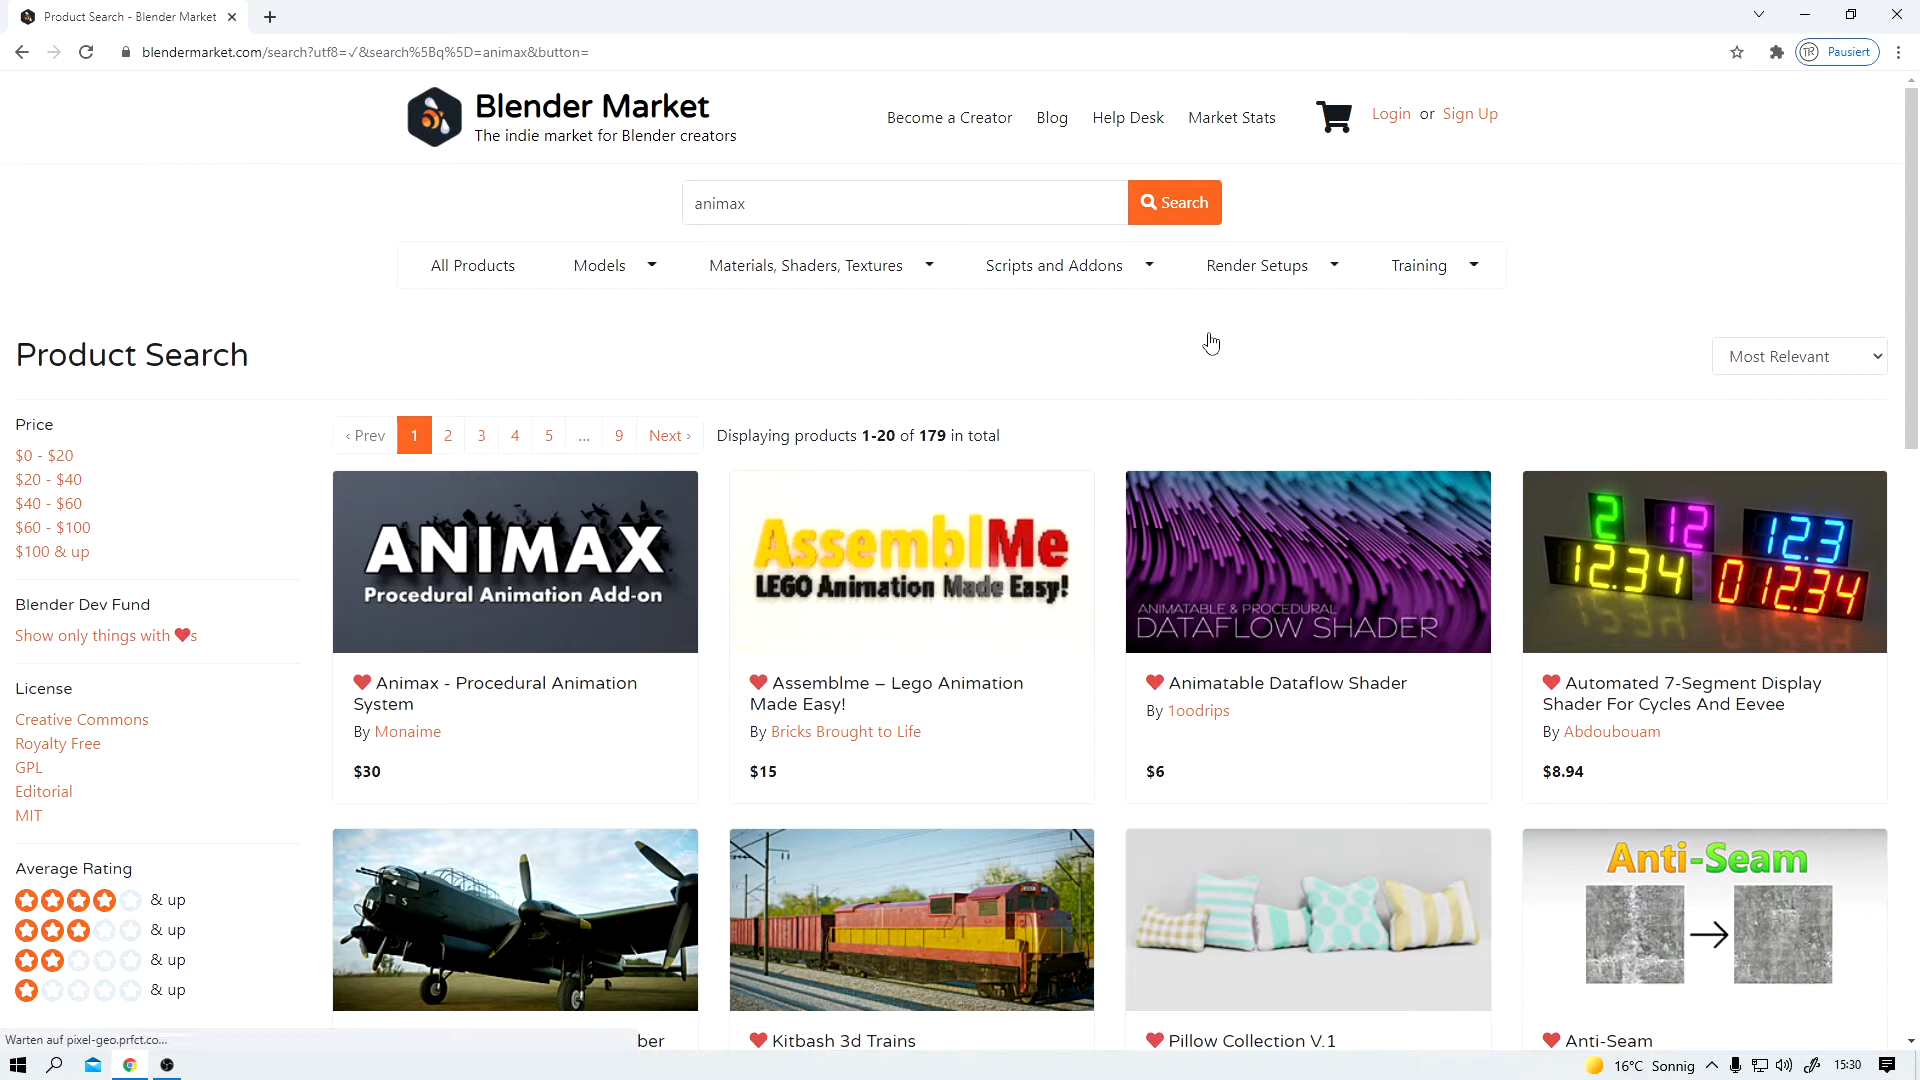 Product Search - Blender Market
blendermarket.com/search?utf8=✓&search%5Bq%5D=animax&button=
TR Pausiert
Blender Market
The indie market for Blender creators
Become a Creator Blog Help Desk Market Stats Login or Sign Up
animax Search
All Products Models Materials, Shaders, Textures Scripts and Addons Render Setups Training
Product Search
Most Relevant
Price
$0 - $20
$20 - $40
$40 - $60
$60 - $100
$100 & up
Blender Dev Fund
Show only things with ❤s
License
Creative Commons
Royalty Free
GPL
Editorial
MIT
Average Rating
& up
& up
& up
& up
‹ Prev 1 2 3 4 5 … 9 Next › Displaying products 1-20 of 179 in total
ANIMAX
Procedural Animation Add-on
Animax - Procedural Animation
System
By Monaime
$30
AssemblMe
LEGO Animation Made Easy!
Assemblme – Lego Animation
Made Easy!
By Bricks Brought to Life
$15
ANIMATABLE & PROCEDURAL
DATAFLOW SHADER
Animatable Dataflow Shader
By 1oodrips
$6
2 12 12.3
12.34 01234
Automated 7-Segment Display
Shader For Cycles And Eevee
By Abdoubouam
$8.94
ber
Kitbash 3d Trains
Pillow Collection V.1
Anti-Seam
Anti-Seam
Warten auf pixel-geo.prfct.co...
16°C Sonnig 15:30